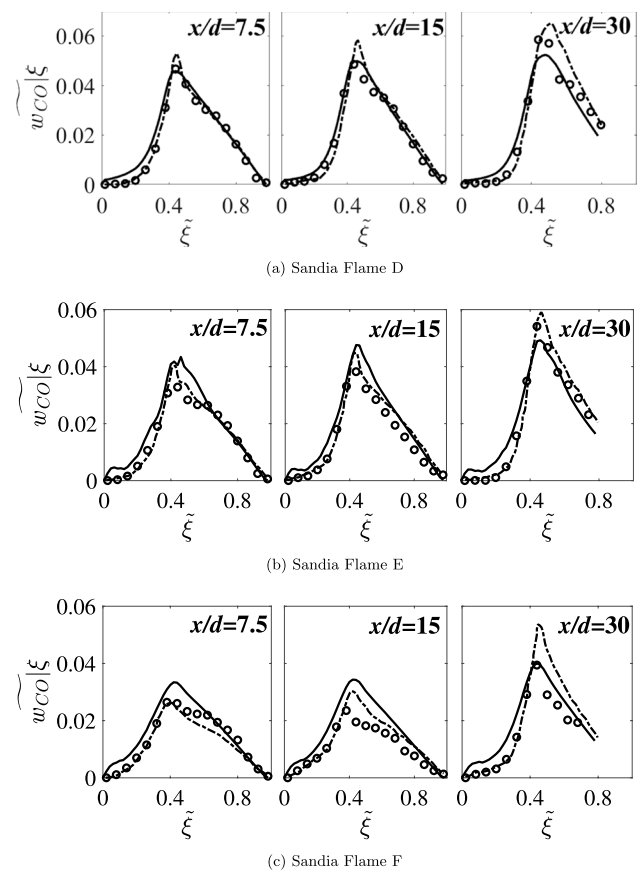 x/d=7.5 x/d=15 x/d=30
0.06
0.04
0.02
0
w̃_CO|ξ
0 0.4 0.8 0 0.4 0.8 0 0.4 0.8
ξ̃ ξ̃ ξ̃
(a) Sandia Flame D
0.06
x/d=7.5 x/d=15 x/d=30
0.04
0.02
0
w̃_CO|ξ
0 0.4 0.8 0 0.4 0.8 0 0.4 0.8
ξ̃ ξ̃ ξ̃
(b) Sandia Flame E
0.06
x/d=7.5 x/d=15 x/d=30
0.04
0.02
0
w̃_CO|ξ
0 0.4 0.8 0 0.4 0.8 0 0.4 0.8
ξ̃ ξ̃ ξ̃
(c) Sandia Flame F